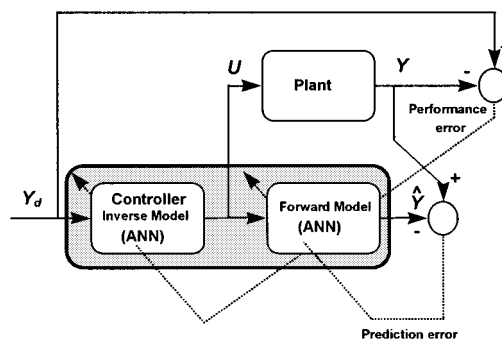 U
Plant
Y
-
Performance
error
Y_d
Controller
Inverse Model
(ANN)
Forward Model
(ANN)
Ŷ
+
-
Prediction error